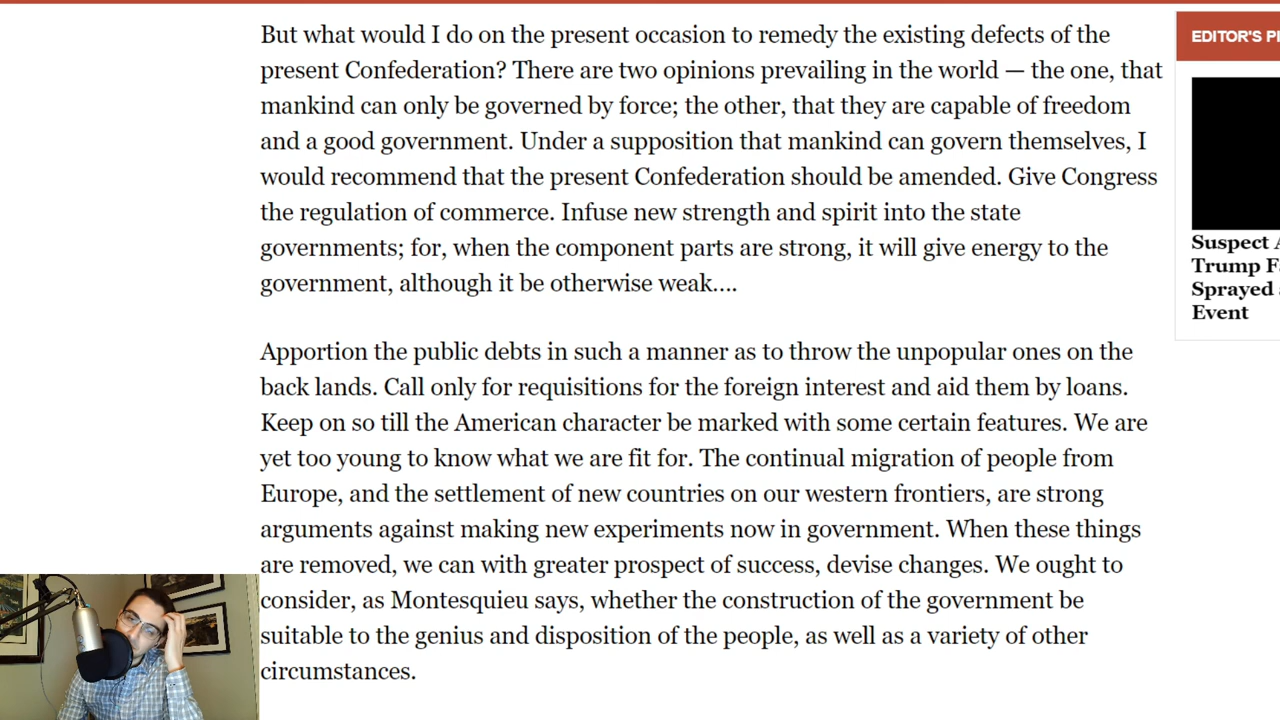 But what would I do on the present occasion to remedy the existing defects of the
present Confederation? There are two opinions prevailing in the world — the one, that
mankind can only be governed by force; the other, that they are capable of freedom
and a good government. Under a supposition that mankind can govern themselves, I
would recommend that the present Confederation should be amended. Give Congress
the regulation of commerce. Infuse new strength and spirit into the state
governments; for, when the component parts are strong, it will give energy to the
government, although it be otherwise weak....
Apportion the public debts in such a manner as to throw the unpopular ones on the
back lands. Call only for requisitions for the foreign interest and aid them by loans.
Keep on so till the American character be marked with some certain features. We are
yet too young to know what we are fit for. The continual migration of people from
Europe, and the settlement of new countries on our western frontiers, are strong
arguments against making new experiments now in government. When these things
are removed, we can with greater prospect of success, devise changes. We ought to
consider, as Montesquieu says, whether the construction of the government be
suitable to the genius and disposition of the people, as well as a variety of other
circumstances.
EDITOR'S
Suspect
Trump
Sprayed
Event